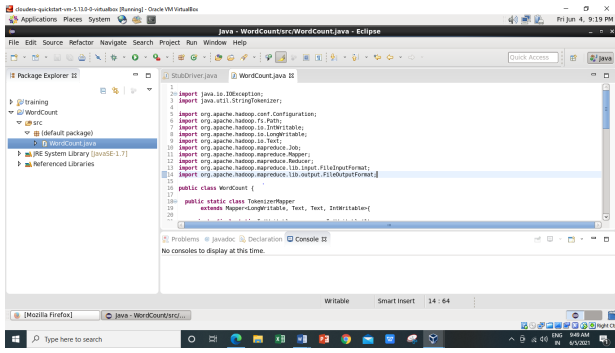 cloudera-quickstart-vm-5.13.0-0-virtualbox [Running] - Oracle VM VirtualBox
Applications Places System
Fri Jun 4, 9:19 PM
Java - WordCount/src/WordCount.java - Eclipse
File Edit Source Refactor Navigate Search Project Run Window Help
Quick Access
Java
Package Explorer
StubDriver.java
WordCount.java
training
WordCount
src
(default package)
WordCount.java
JRE System Library [JavaSE-1.7]
Referenced Libraries
1
2 import java.io.IOException;
3 import java.util.StringTokenizer;
4
5 import org.apache.hadoop.conf.Configuration;
6 import org.apache.hadoop.fs.Path;
7 import org.apache.hadoop.io.IntWritable;
8 import org.apache.hadoop.io.LongWritable;
9 import org.apache.hadoop.io.Text;
10 import org.apache.hadoop.mapreduce.Job;
11 import org.apache.hadoop.mapreduce.Mapper;
12 import org.apache.hadoop.mapreduce.Reducer;
13 import org.apache.hadoop.mapreduce.lib.input.FileInputFormat;
14 import org.apache.hadoop.mapreduce.lib.output.FileOutputFormat;
15
16 public class WordCount {
17
18 public static class TokenizerMapper
19 extends Mapper<LongWritable, Text, Text, IntWritable>{
20
Problems Javadoc Declaration Console
No consoles to display at this time.
Writable Smart Insert 14 : 64
[Mozilla Firefox]
Java - WordCount/src/...
Right Ct
Type here to search
ENG
IN
9:49 AM
6/5/2021